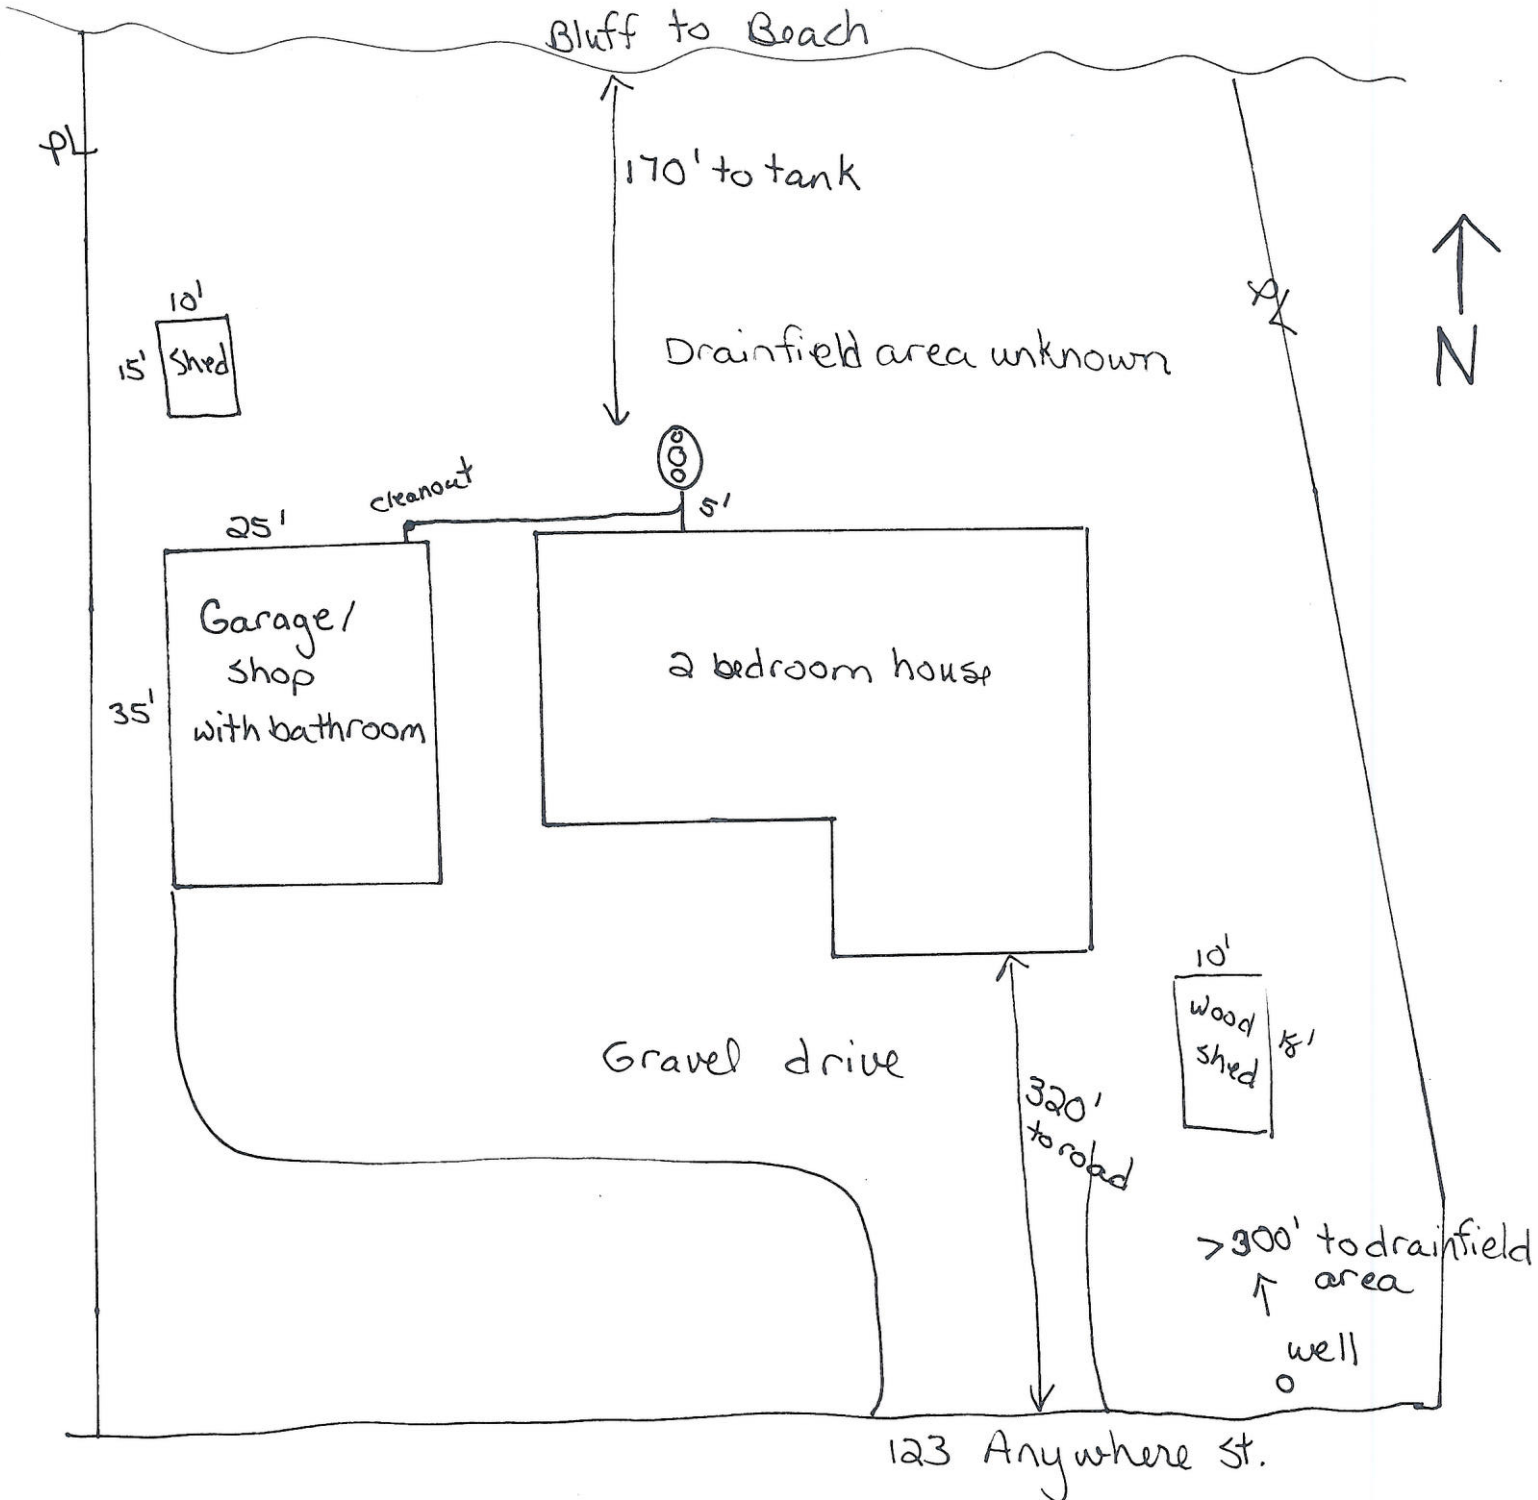 Bluff to Beach
PL
170' to tank
PL
10'
15'
Shed
N
Drainfield area unknown
cleanout
5'
25'
Garage/
shop
with bathroom
35'
2 bedroom house
10'
wood
shed
Gravel drive
320'
to road
>300' to drainfield
area
well
123 Anywhere St.